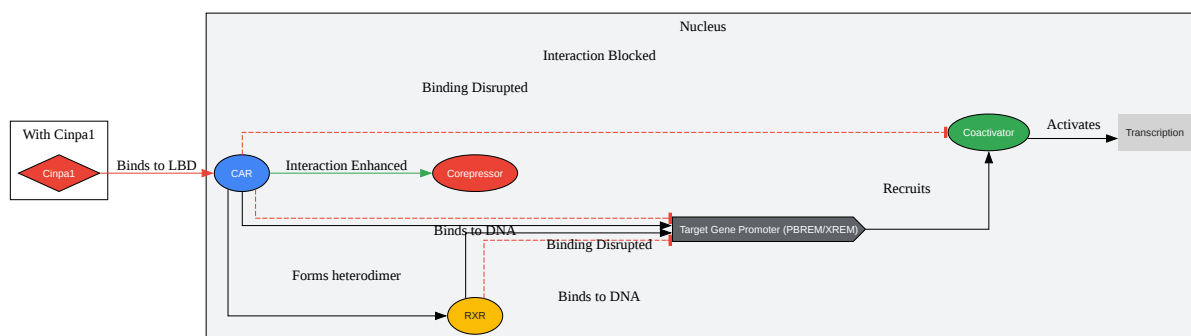 Nucleus
Interaction Blocked
Binding Disrupted
With Cinpa1
Cinpa1
Binds to LBD
CAR
Interaction Enhanced
Corepressor
Coactivator
Activates
Transcription
Recruits
Binds to DNA
Target Gene Promoter (PBREM/XREM)
Binding Disrupted
Forms heterodimer
Binds to DNA
RXR